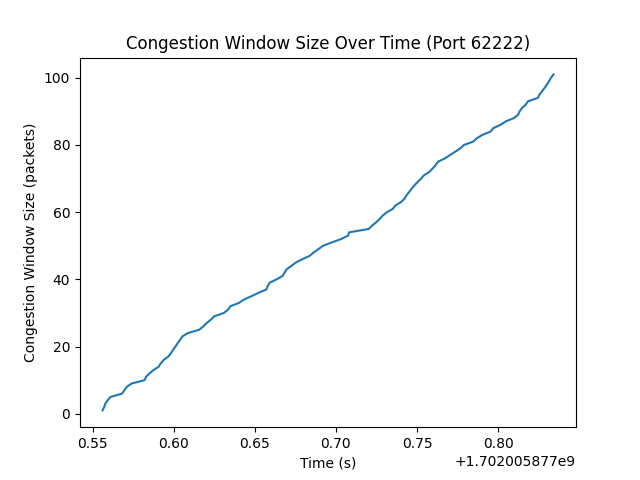 Congestion Window Size Over Time (Port 62222)
Congestion Window Size (packets)
100
80
60
40
20
0
0.55 0.60 0.65 0.70 0.75 0.80
Time (s)
+1.702005877e9